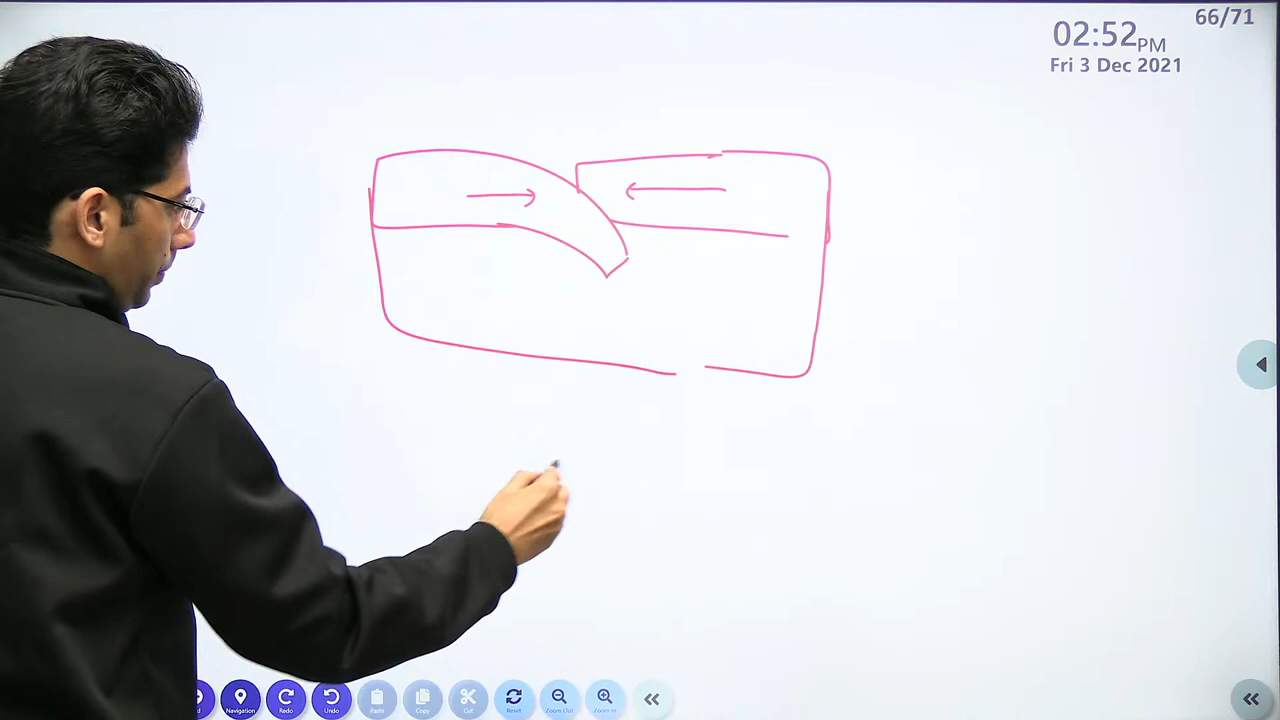 66/71
02:52PM
Fri 3 Dec 2021
Navigation
Redo
Undo
Paste
Copy
Cut
Reset
Zoom Out
Zoom In